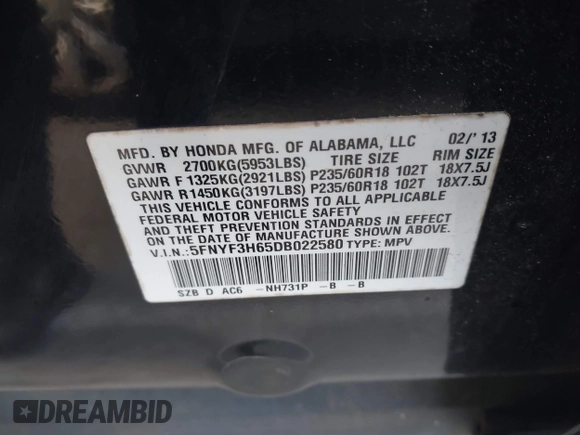 MFD. BY HONDA MFG. OF ALABAMA, LLC 02/'13
GVWR 2700KG(5953LBS) TIRE SIZE RIM SIZE
GAWR F 1325KG(2921LBS) P235/60R18 102T 18X7.5J
GAWR R1450KG(3197LBS) P235/60R18 102T 18X7.5J
THIS VEHICLE CONFORMS TO ALL APPLICABLE
FEDERAL MOTOR VEHICLE SAFETY
AND THEFT PREVENTION STANDARDS IN EFFECT
ON THE DATE OF MANUFACTURE SHOWN ABOVE.
V.I.N.: 5FNYF3H65DB022580 TYPE: MPV
SZB D AC6 -NH731P -B -B
DREAMBID